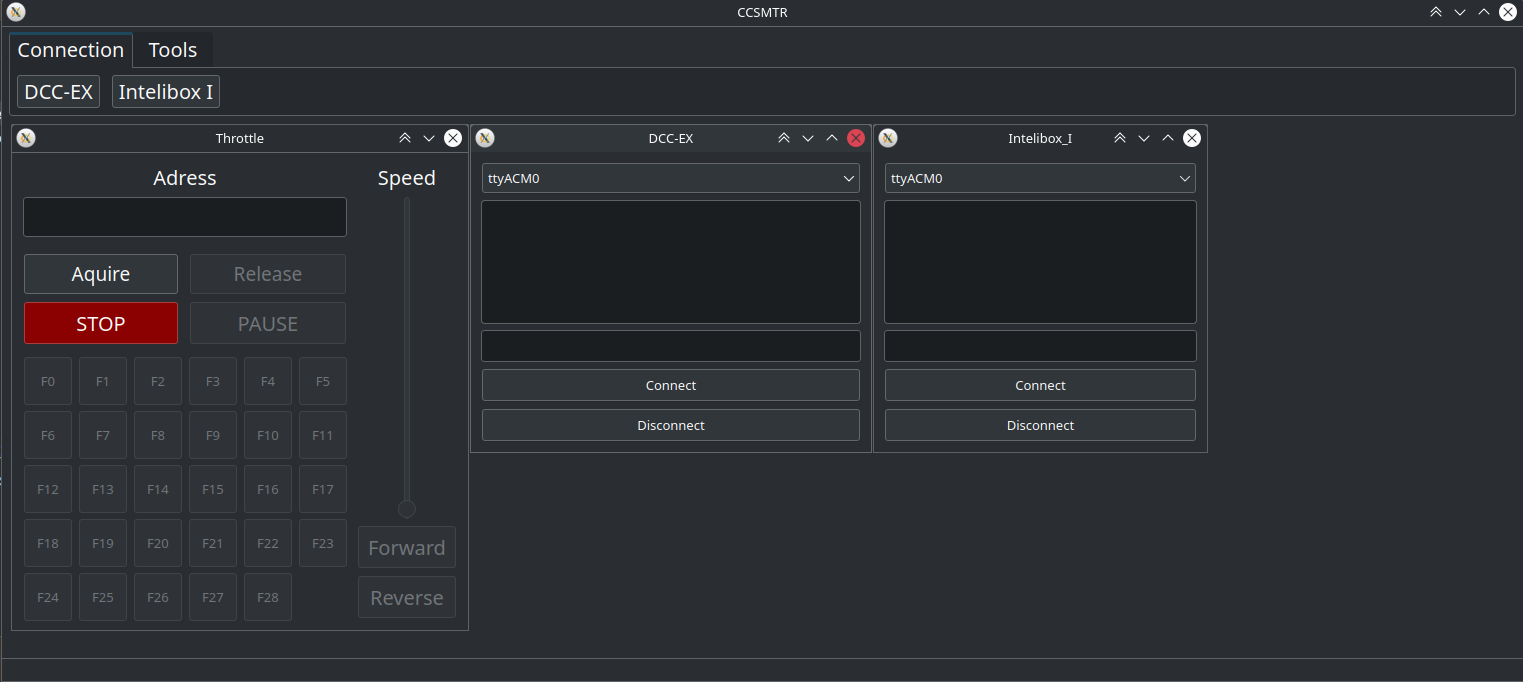 CCSMTR
Connection Tools
DCC-EX Intelibox I
Throttle
Adress Speed
Aquire Release
STOP PAUSE
F0 F1 F2 F3 F4 F5
F6 F7 F8 F9 F10 F11
F12 F13 F14 F15 F16 F17
F18 F19 F20 F21 F22 F23
F24 F25 F26 F27 F28
Forward
Reverse
DCC-EX
ttyACM0
Connect
Disconnect
Intelibox_I
ttyACM0
Connect
Disconnect